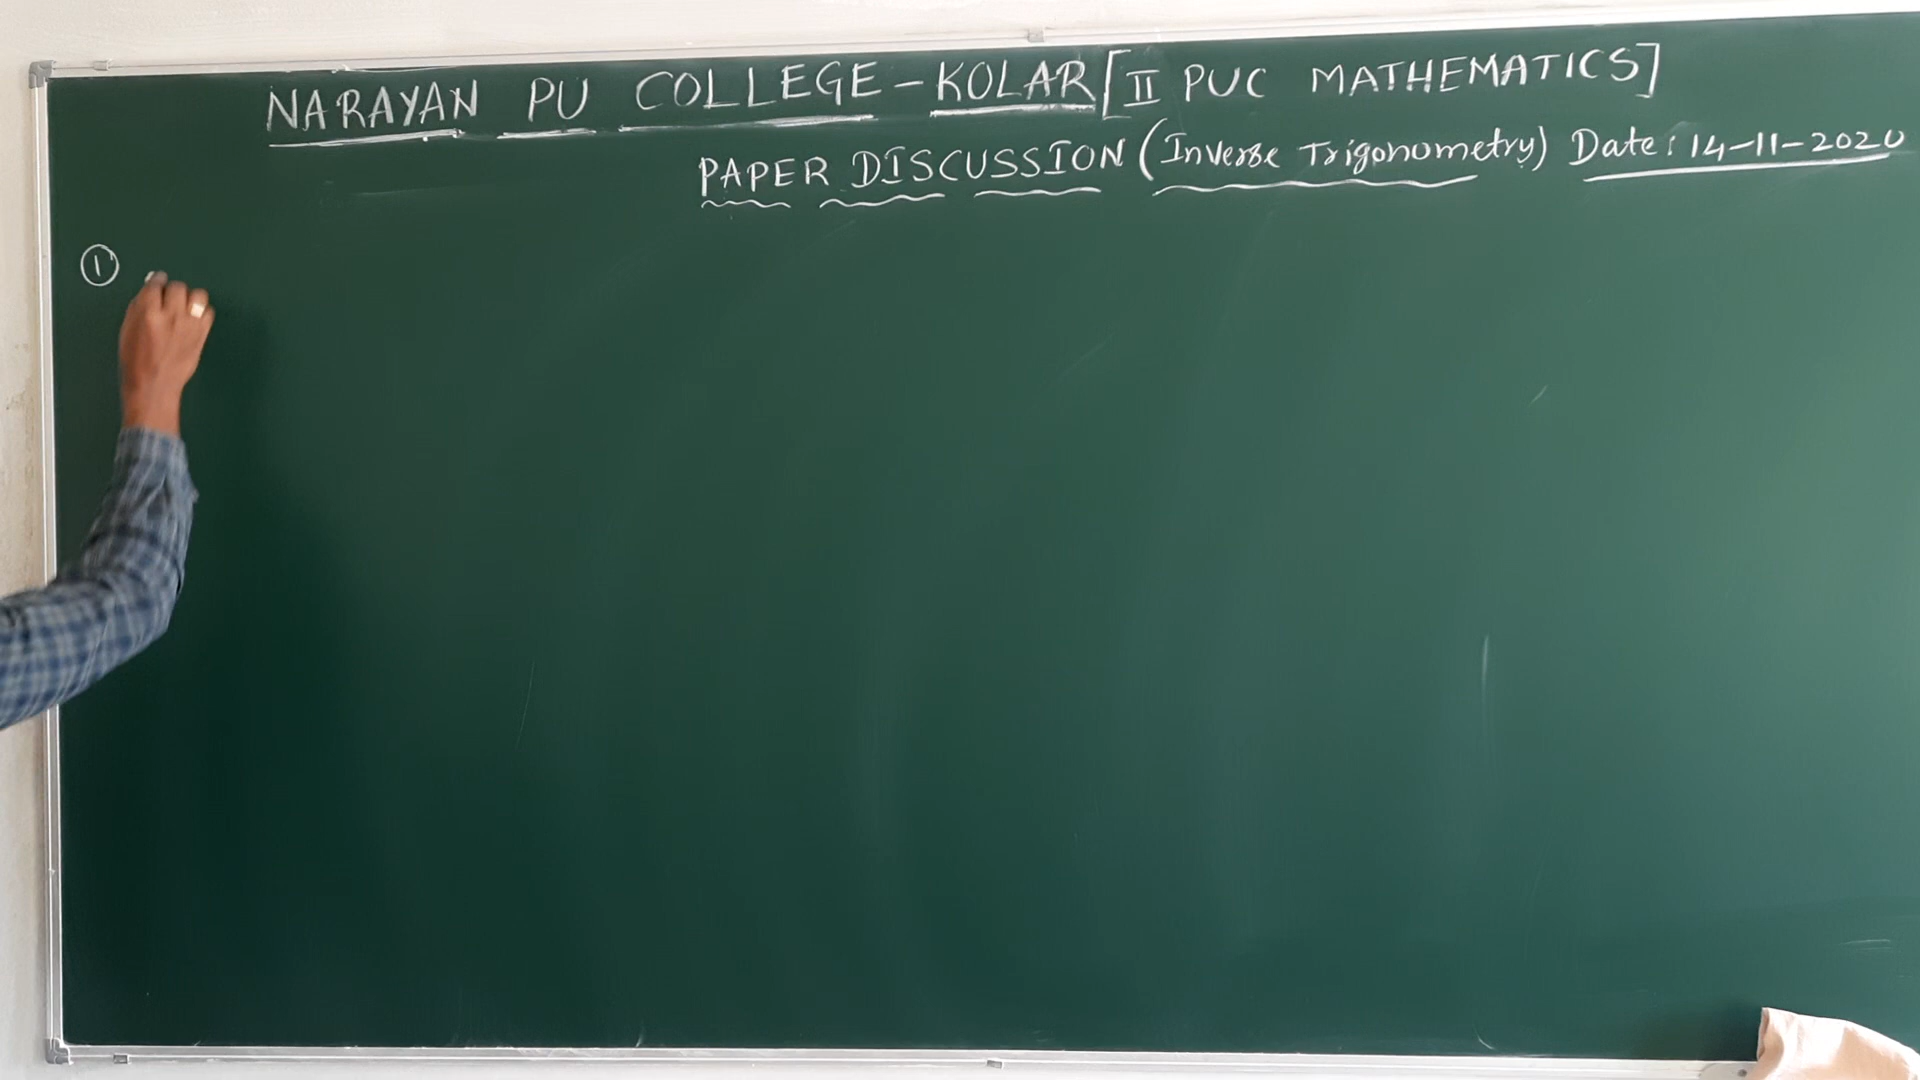 NARAYAN PU COLLEGE - KOLAR [II PUC MATHEMATICS]
PAPER DISCUSSION (Inverse Trigonometry) Date: 14-11-2020
①